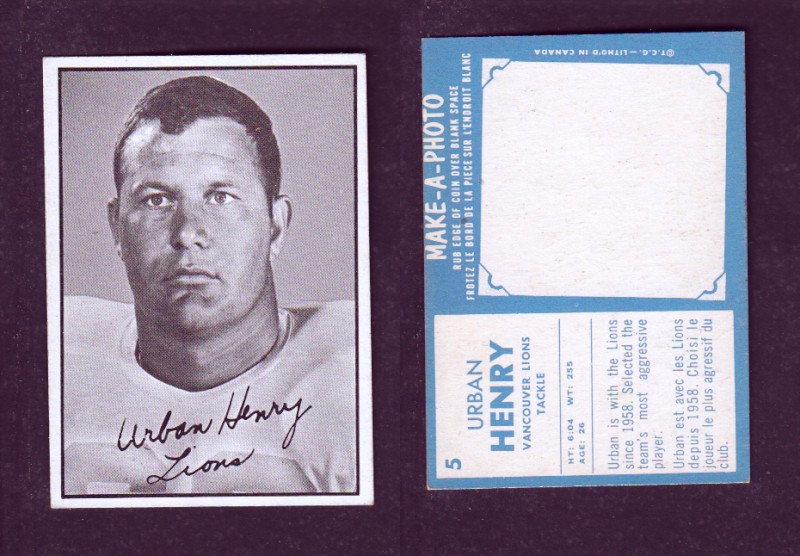 Urban Henry
Lions
©T.C.G. — LITHO'D IN CANADA
MAKE-A-PHOTO
RUB EDGE OF COIN OVER BLANK SPACE
FROTEZ LE BORD DE LA PIECE SUR L'ENDROIT BLANC
5
URBAN
HENRY
VANCOUVER LIONS
TACKLE
HT: 6:04 WT: 255
AGE: 26
Urban is with the Lions
since 1958. Selected the
team's most aggressive
player.
Urban est avec les Lions
depuis 1958. Choisi le
joueur le plus agressif du
club.